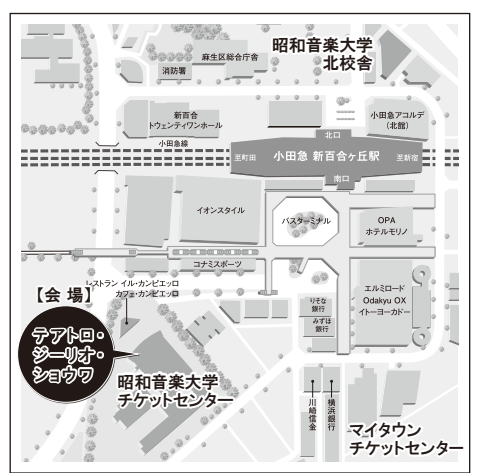 昭和音楽大学
北校舎
麻生区総合庁舎
消防署
新百合
トウェンティワンホール
小田急アコルデ
(北館)
北口
小田急線
至町田
小田急 新百合ヶ丘駅
至新宿
南口
イオンスタイル
バスターミナル
OPA
ホテルモリノ
コナミスポーツ
レストラン イル・カンピエッロ
カフェ・カンピエッロ
【会 場】
テアトロ・
ジーリオ・
ショウワ
りそな
銀行
みずほ
銀行
エルミロード
Odakyu OX
イトーヨーカドー
昭和音楽大学
チケットセンター
川崎信金
横浜銀行
マイタウン
チケットセンター